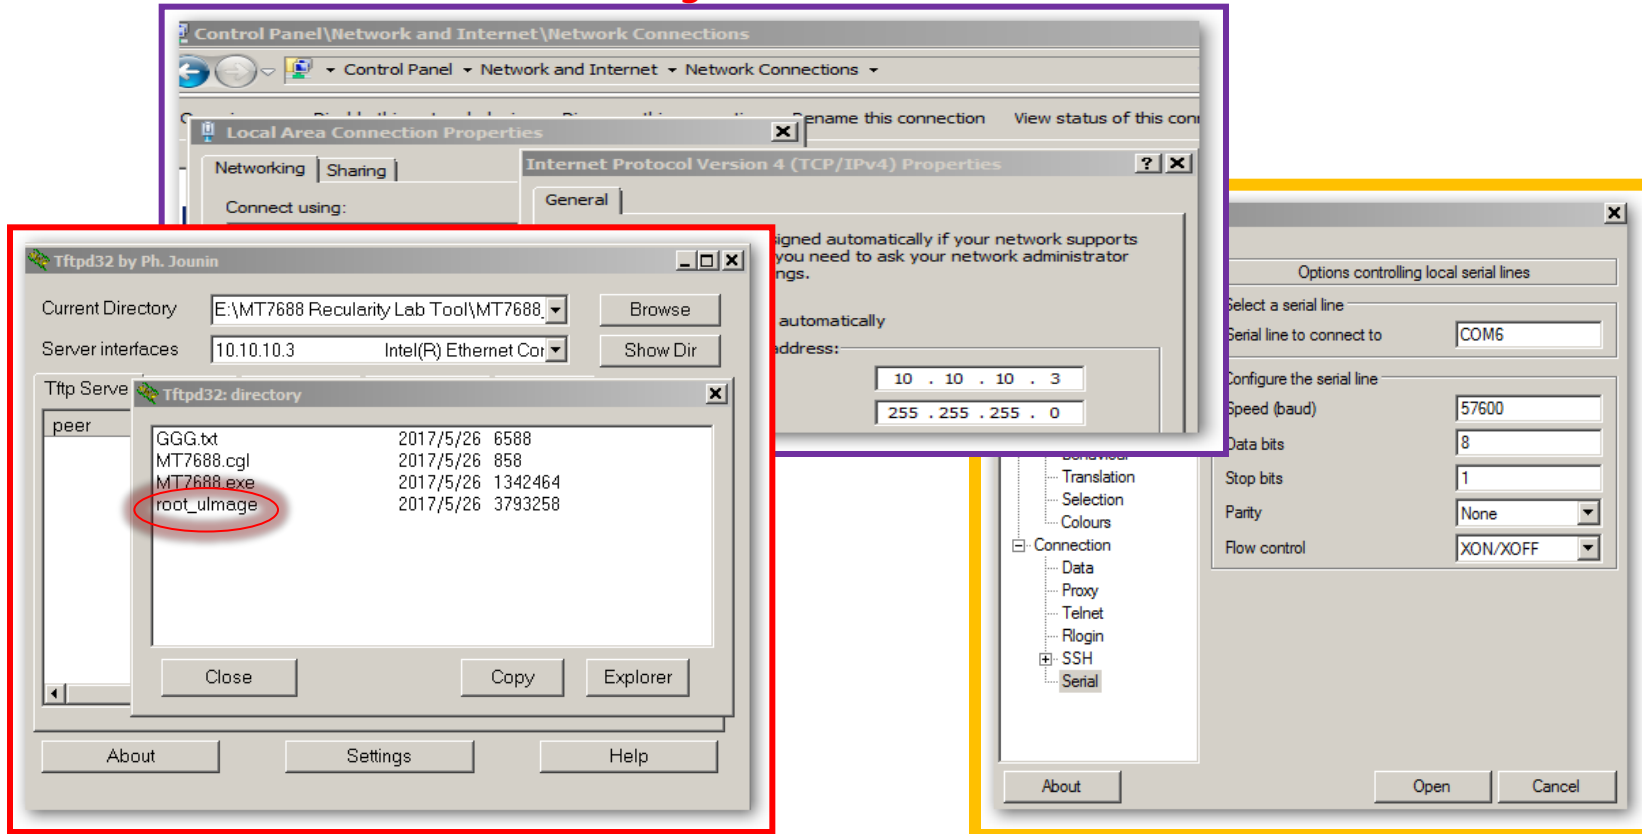 Control Panel\Network and Internet\Network Connections
Control Panel Network and Internet Network Connections
Rename this connection View status of this conn
Local Area Connection Properties
Networking Sharing
Connect using:
Internet Protocol Version 4 (TCP/IPv4) Properties
General
signed automatically if your network supports
you need to ask your network administrator
ngs.
automatically
address:
10 . 10 . 10 . 3
255 . 255 . 255 . 0
Tftpd32 by Ph. Jounin
Current Directory E:\MT7688 Recularity Lab Tool\MT7688_ Browse
Server interfaces 10.10.10.3 Intel(R) Ethernet Cor Show Dir
Tftp Serve
peer
Tftpd32: directory
GGG.txt 2017/5/26 6588
MT7688.cgl 2017/5/26 858
MT7688.exe 2017/5/26 1342464
root_uImage 2017/5/26 3793258
Close Copy Explorer
About Settings Help
Options controlling local serial lines
Select a serial line
Serial line to connect to COM6
Configure the serial line
Speed (baud) 57600
Data bits 8
Stop bits 1
Parity None
Flow control XON/XOFF
Behaviour
Translation
Selection
Colours
Connection
Data
Proxy
Telnet
Rlogin
SSH
Serial
About Open Cancel